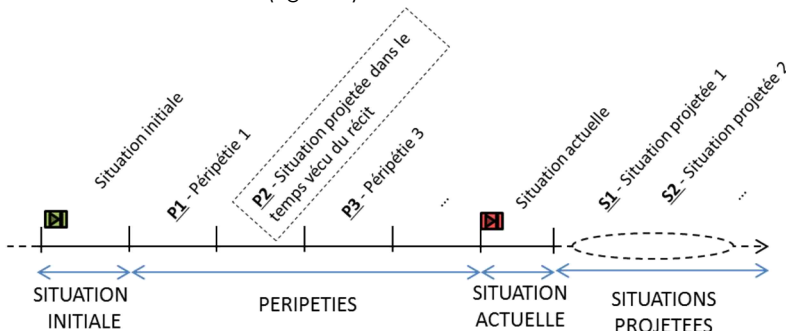 Situation initiale
P1 - Péripétie 1
P2 - Situation projetée dans le
temps vécu du récit
P3 - Péripétie 3
...
Situation actuelle
S1 - Situation projetée 1
S2 - Situation projetée 2
...
SITUATION
INITIALE
PERIPETIES
SITUATION
ACTUELLE
SITUATIONS
PROJETEES